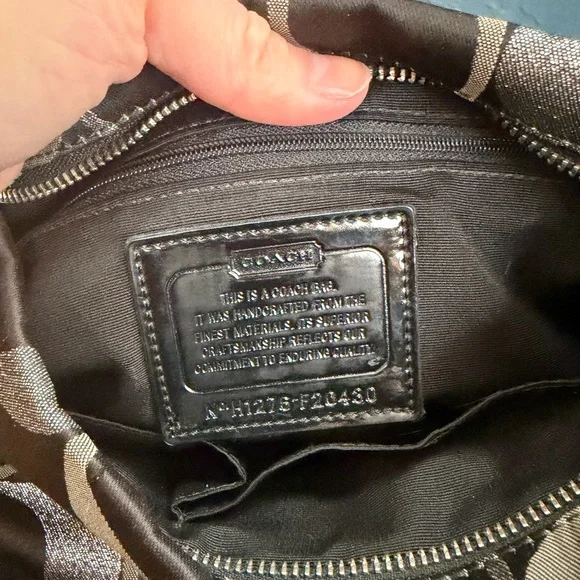 COACH
THIS IS A COACH BAG.
IT WAS HANDCRAFTED FROM THE
FINEST MATERIALS. ITS SUPERIOR
CRAFTSMANSHIP REFLECTS OUR
COMMITMENT TO ENDURING QUALITY.
Nº H1276-F20430